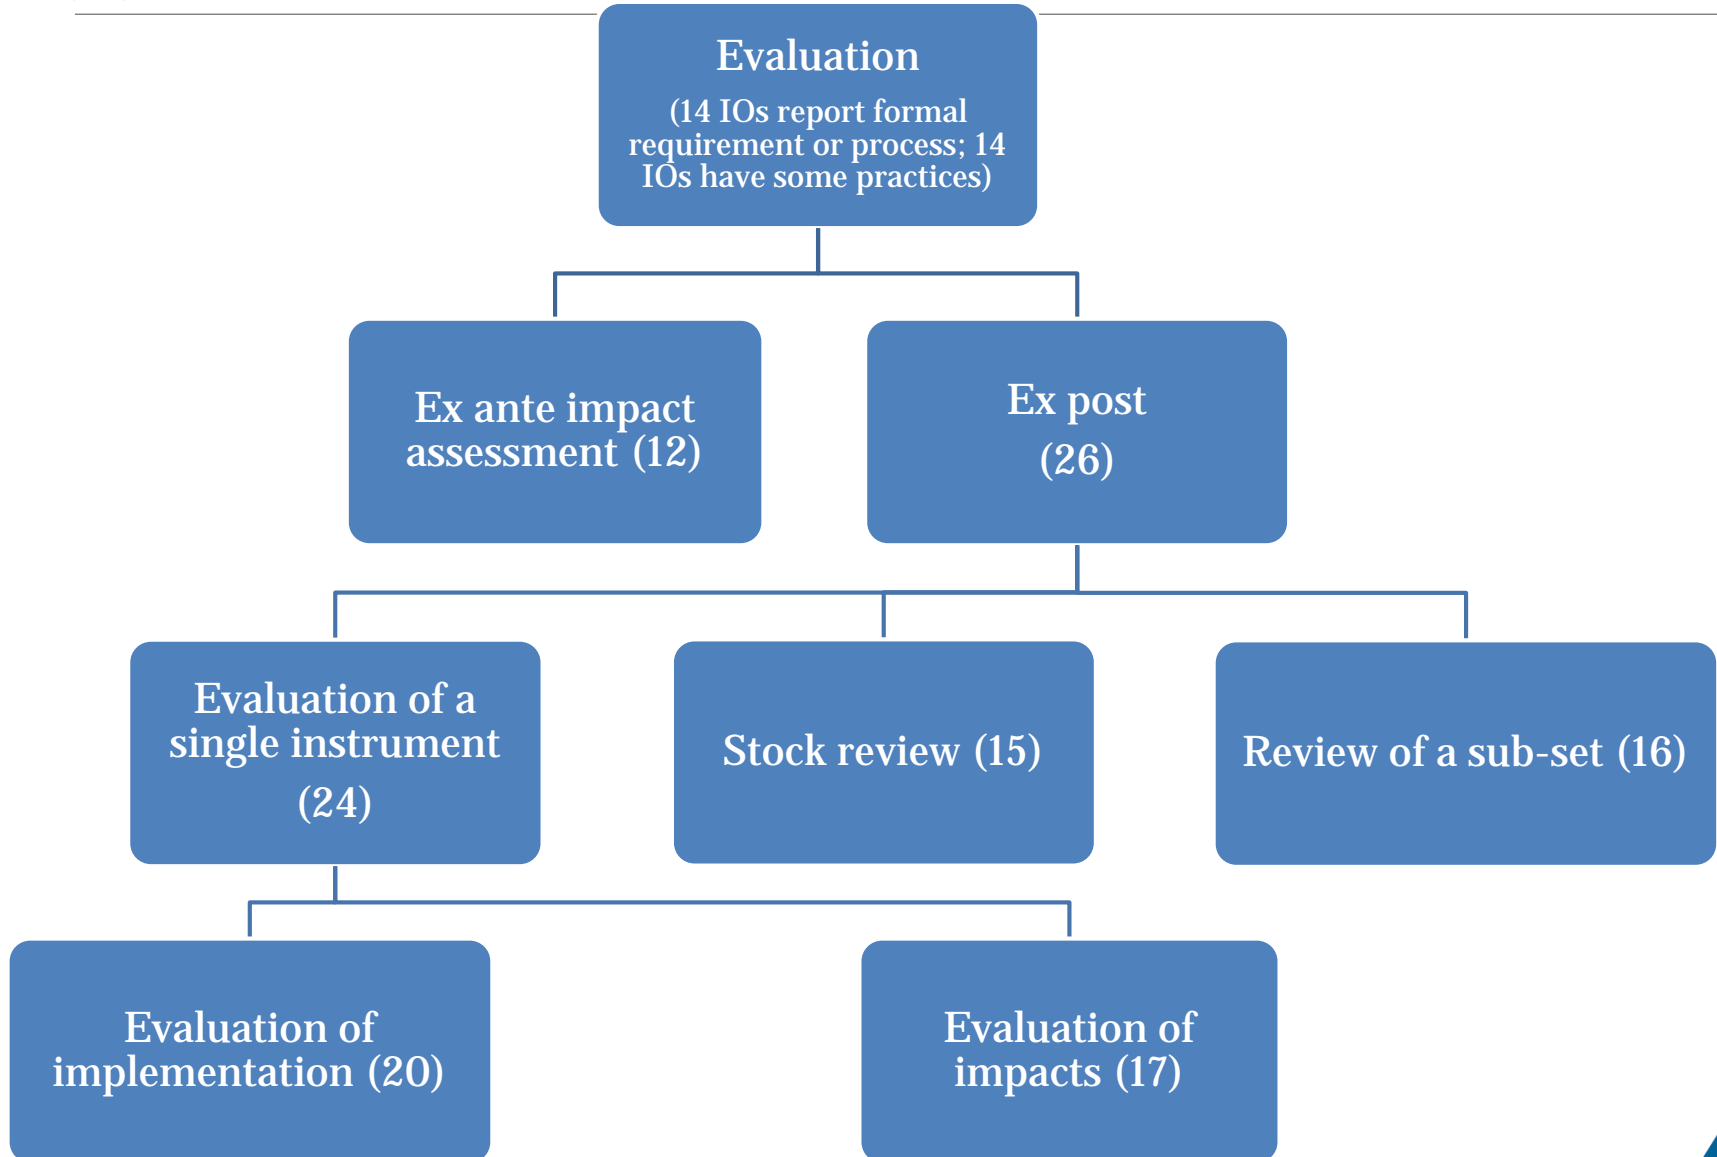 Evaluation
(14 IOs report formal
requirement or process; 14
IOs have some practices)
Ex ante impact
assessment (12)
Ex post
(26)
Evaluation of a
single instrument
(24)
Stock review (15)
Review of a sub-set (16)
Evaluation of
implementation (20)
Evaluation of
impacts (17)